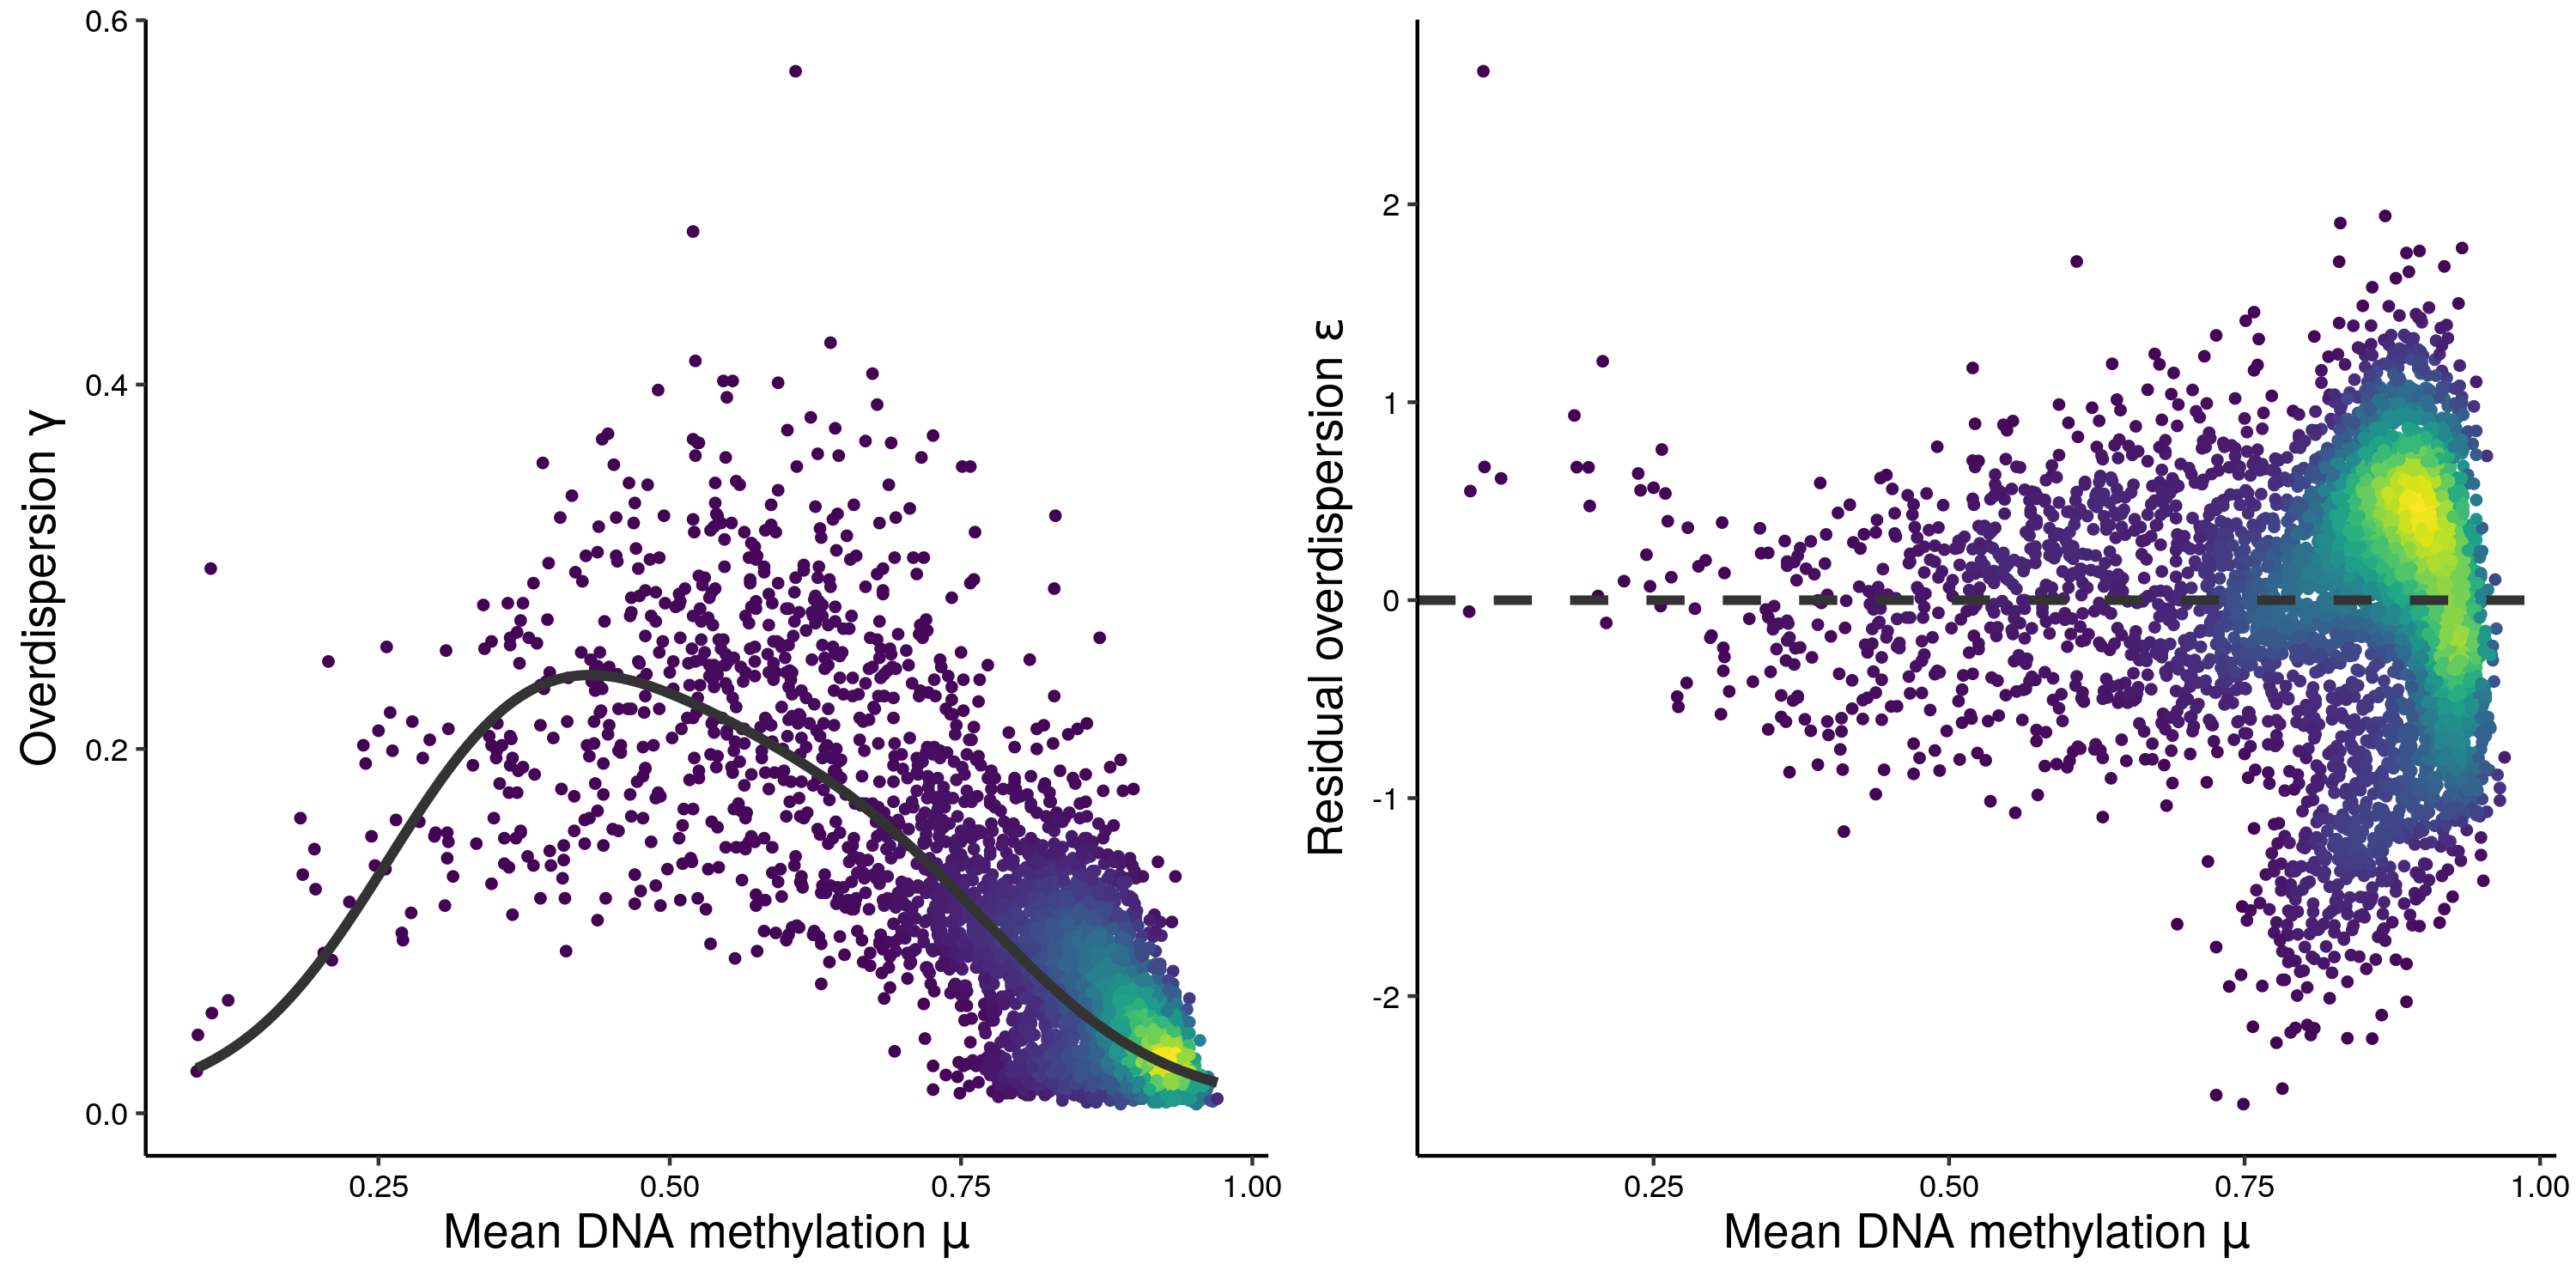 Overdispersion γ
0.6
0.4
0.2
0.0
0.25 0.50 0.75 1.00
Mean DNA methylation μ
Residual overdispersion ε
2
1
0
-1
-2
0.25 0.50 0.75 1.00
Mean DNA methylation μ